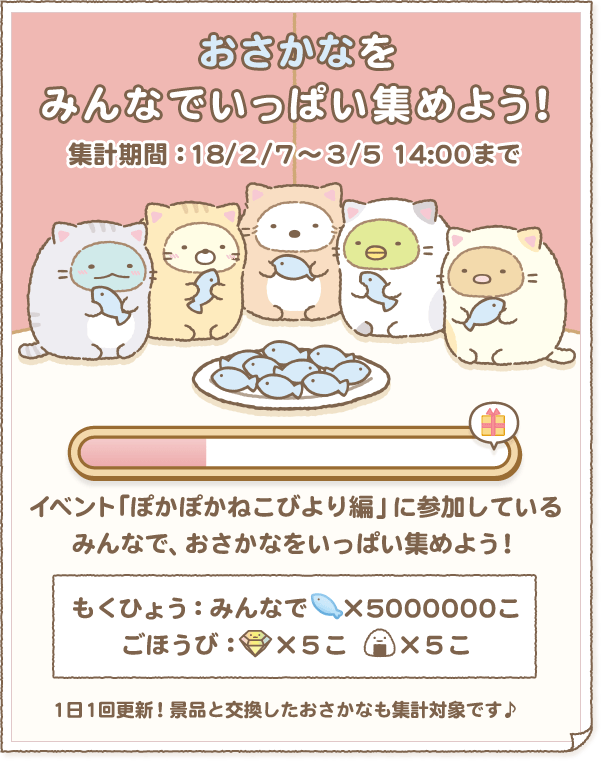 おさかなを
みんなでいっぱい集めよう！
集計期間：18/2/7～3/5 14:00まで
イベント「ぽかぽかねこびより編」に参加している
みんなで、おさかなをいっぱい集めよう！
もくひょう：みんなで×5000000こ
ごほうび：×5こ ×5こ
1日1回更新！景品と交換したおさかなも集計対象です♪